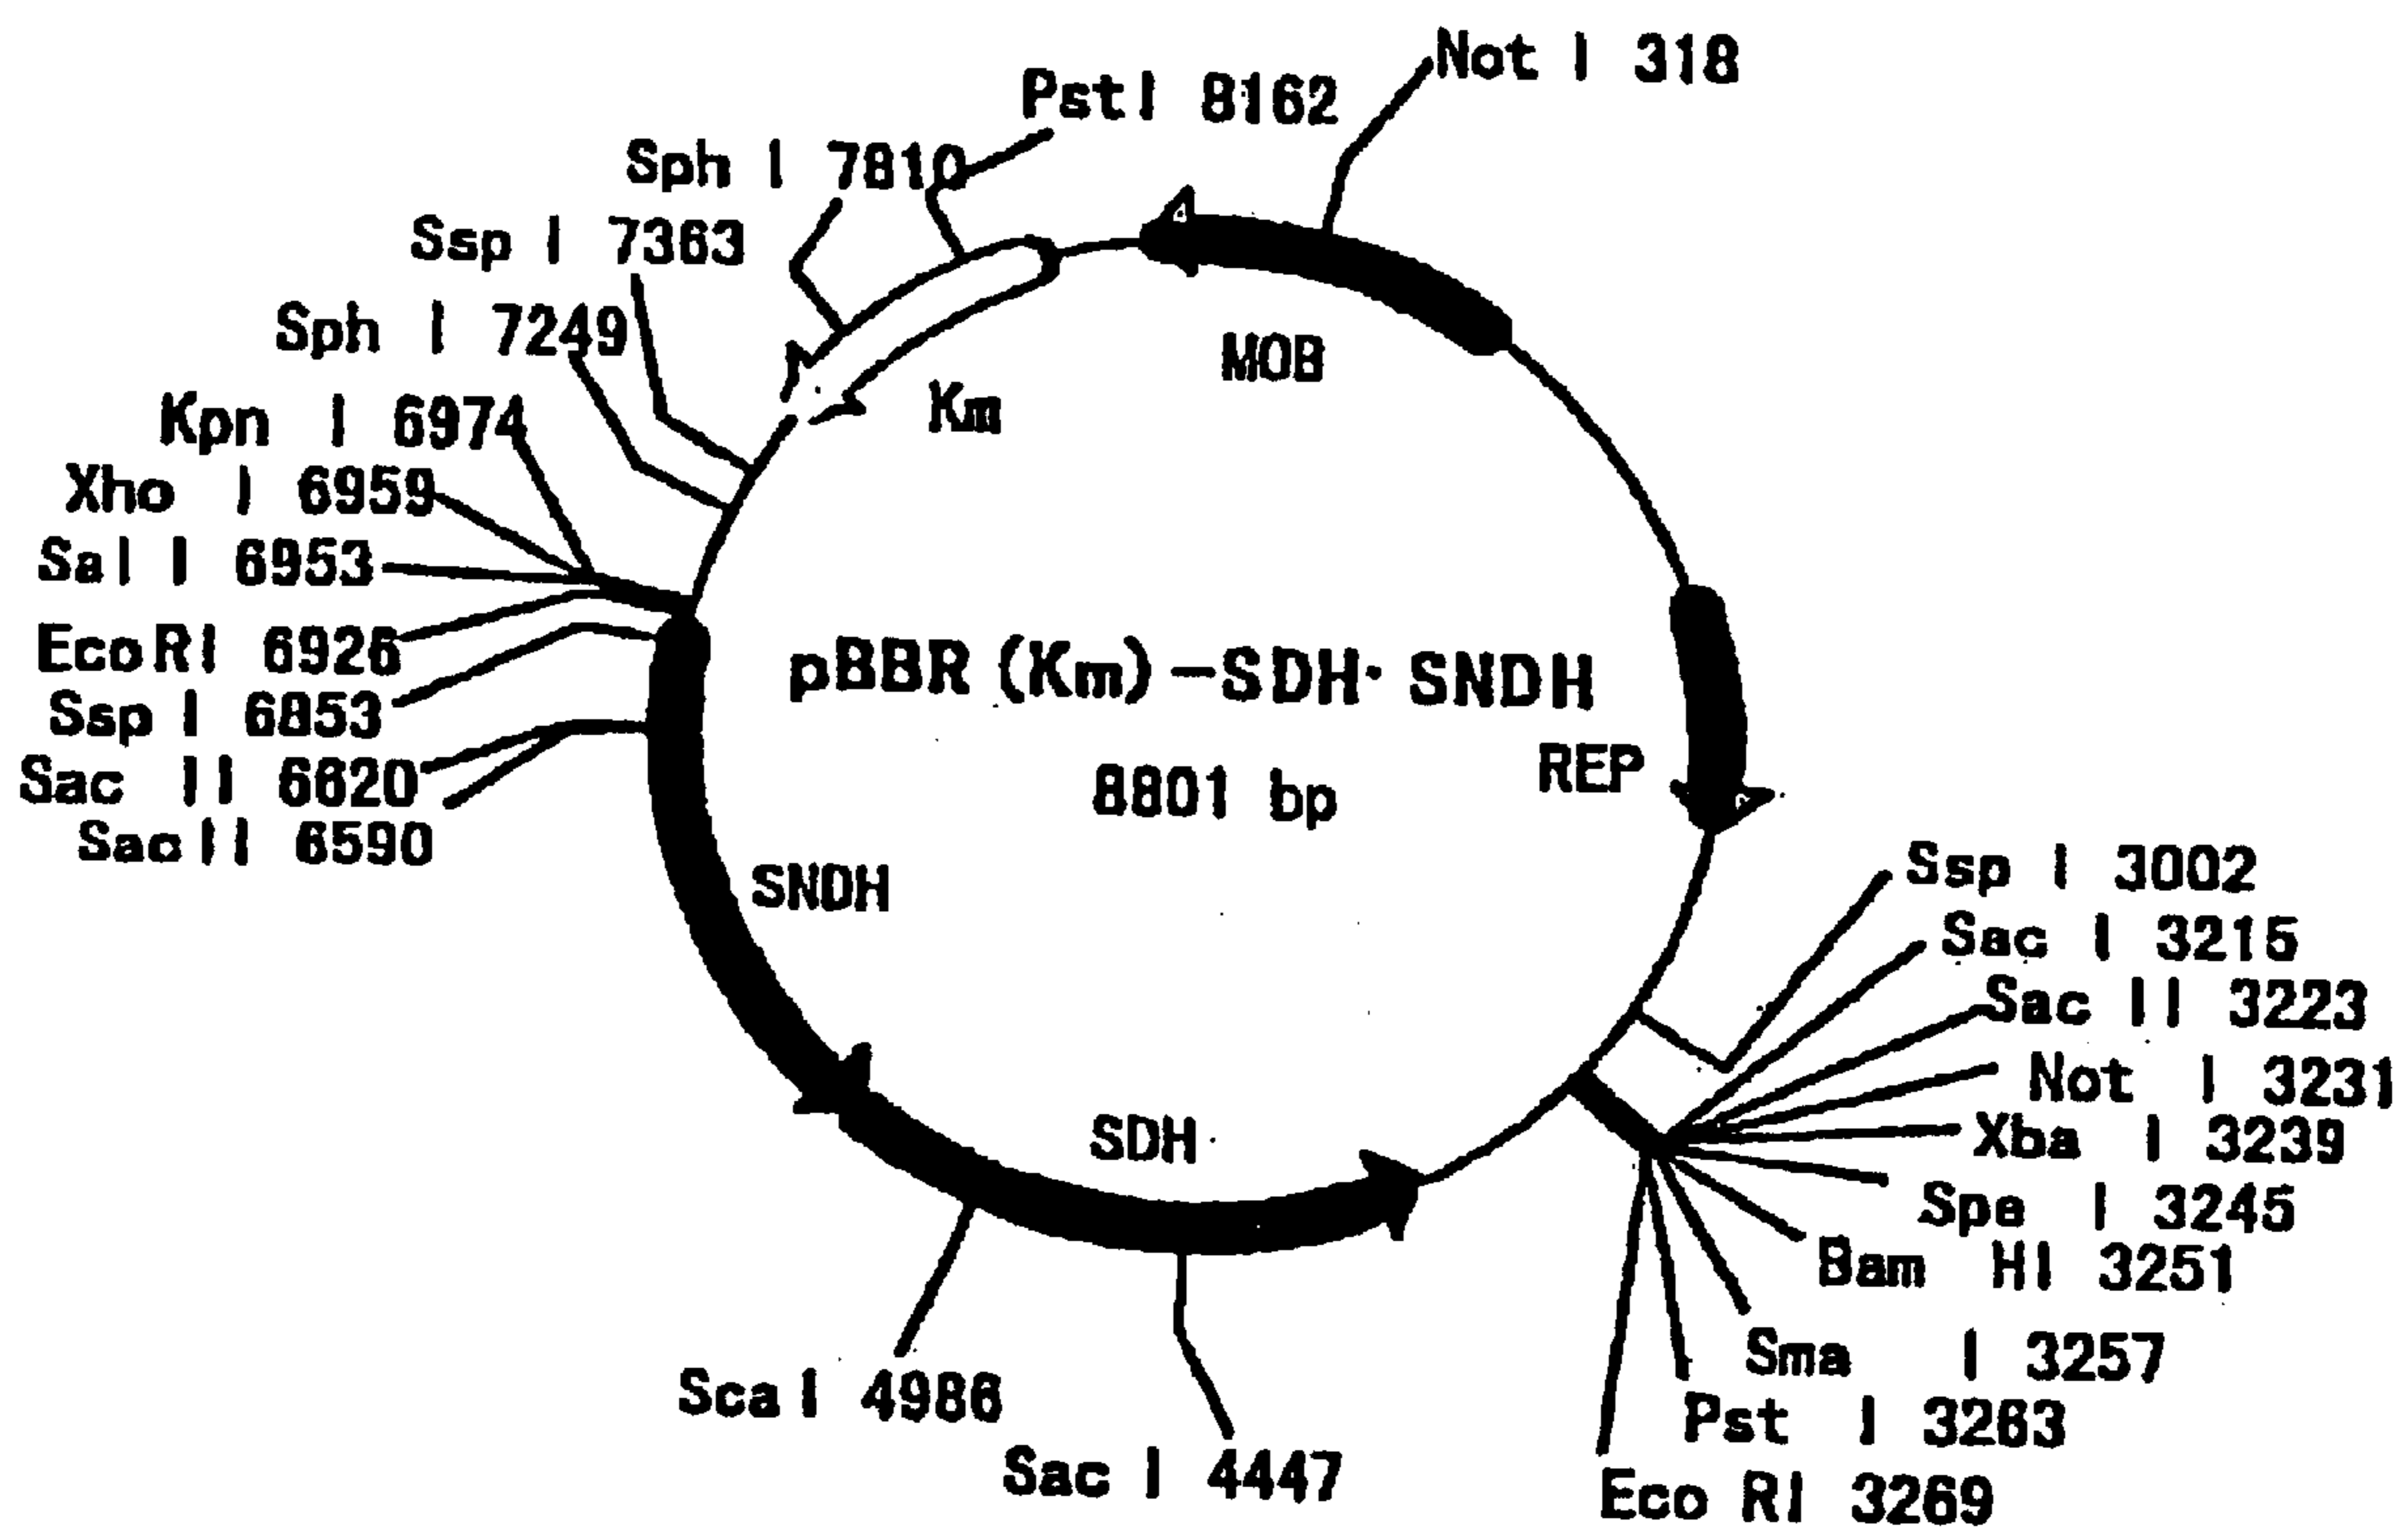 Not I 318
PstI 8162
Sph I 7810
Ssp I 7363
Sph I 7249
Kpn I 6974
Xho I 6959
Sal I 6953
EcoRI 6926
Ssp I 6853
Sac II 6620
SacII 6590
MOB
Km
pBBR (Km) -SDH· SNDH
8801 bp
REP
SNDH
SDH
Ssp I 3002
Sac I 3215
Sac II 3223
Not I 3231
Xba I 3239
Spe I 3245
Bam HI 3251
Sma I 3257
Pst I 3263
Eco RI 3269
ScaI 4986
Sac I 4447